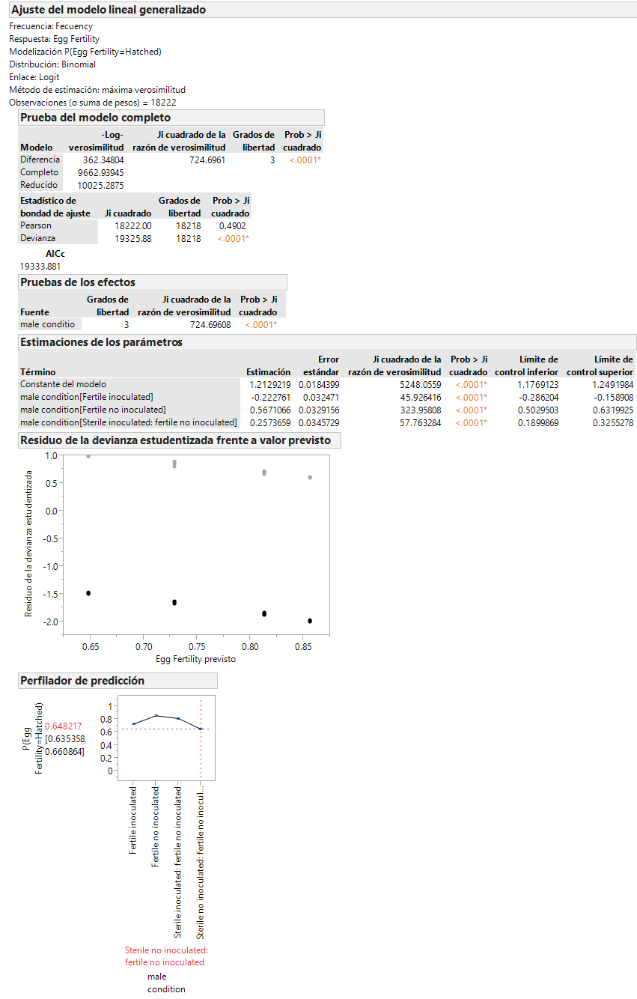 Ajuste del modelo lineal generalizado
Frecuencia: Fecuency
Respuesta: Egg Fertility
Modelización P(Egg Fertility=Hatched)
Distribución: Binomial
Enlace: Logit
Método de estimación: máxima verosimilitud
Observaciones (o suma de pesos) = 18222
Prueba del modelo completo
-Log- Ji cuadrado de la Grados de Prob > Ji
Modelo verosimilitud razón de verosimilitud libertad cuadrado
Diferencia 362.34804 724.6961 3 <.0001*
Completo 9662.93945
Reducido 10025.2875
Estadístico de Grados de Prob > Ji
bondad de ajuste Ji cuadrado libertad cuadrado
Pearson 18222.00 18218 0.4902
Devianza 19325.88 18218 <.0001*
AICc
19333.881
Pruebas de los efectos
Grados de Ji cuadrado de la Prob > Ji
Fuente libertad razón de verosimilitud cuadrado
male conditio 3 724.69608 <.0001*
Estimaciones de los parámetros
Error Ji cuadrado de la Prob > Ji Límite de Límite de
Término Estimación estándar razón de verosimilitud cuadrado control inferior control superior
Constante del modelo 1.2129219 0.0184399 5248.0559 <.0001* 1.1769123 1.2491984
male condition[Fertile inoculated] -0.222761 0.032471 45.926416 <.0001* -0.286204 -0.158908
male condition[Fertile no inoculated] 0.5671066 0.0329156 323.95808 <.0001* 0.5029503 0.6319925
male condition[Sterile inoculated: fertile no inoculated] 0.2573659 0.0345729 57.763284 <.0001* 0.1899869 0.3255278
Residuo de la devianza estudentizada frente a valor previsto
Residuo de la devianza estudentizada
1.0
0.5
0.0
-0.5
-1.0
-1.5
-2.0
0.65 0.70 0.75 0.80 0.85
Egg Fertility previsto
Perfilador de predicción
P(Egg
Fertility=Hatched)
0.648217
[0.635358,
0.660864]
1
0.8
0.6
0.4
0.2
0
Fertile inoculated
Fertile no inoculated
Sterile inoculated: fertile no inoculated
Sterile no inoculated: fertile no inocul...
Sterile no inoculated:
fertile no inoculated
male
condition